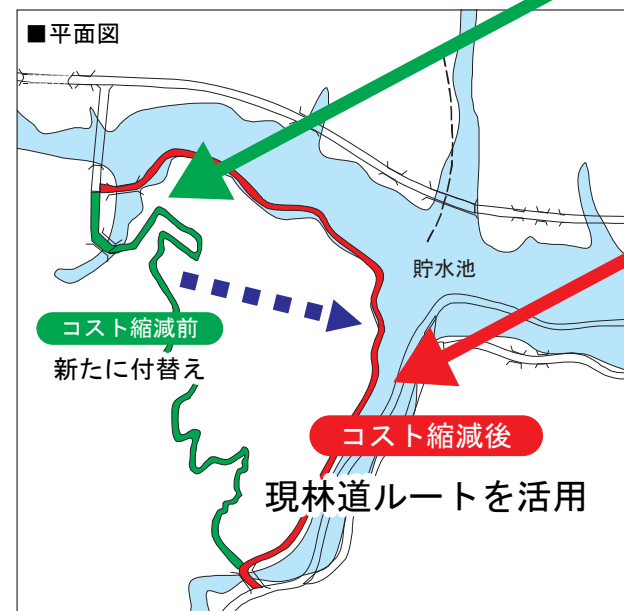 ■平面図
貯水池
コスト縮減前
新たに付替え
コスト縮減後
現林道ルートを活用